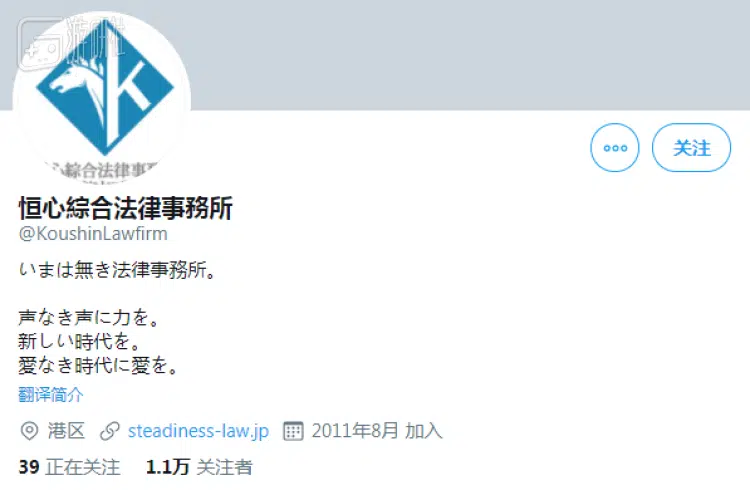 游研社
K
恒心綜合法律事務所
关注
恒心綜合法律事務所
@KoushinLawfirm
いまは無き法律事務所。
声なき声に力を。
新しい時代を。
愛なき時代に愛を。
翻译简介
港区 steadiness-law.jp 2011年8月 加入
39 正在关注 1.1万 关注者